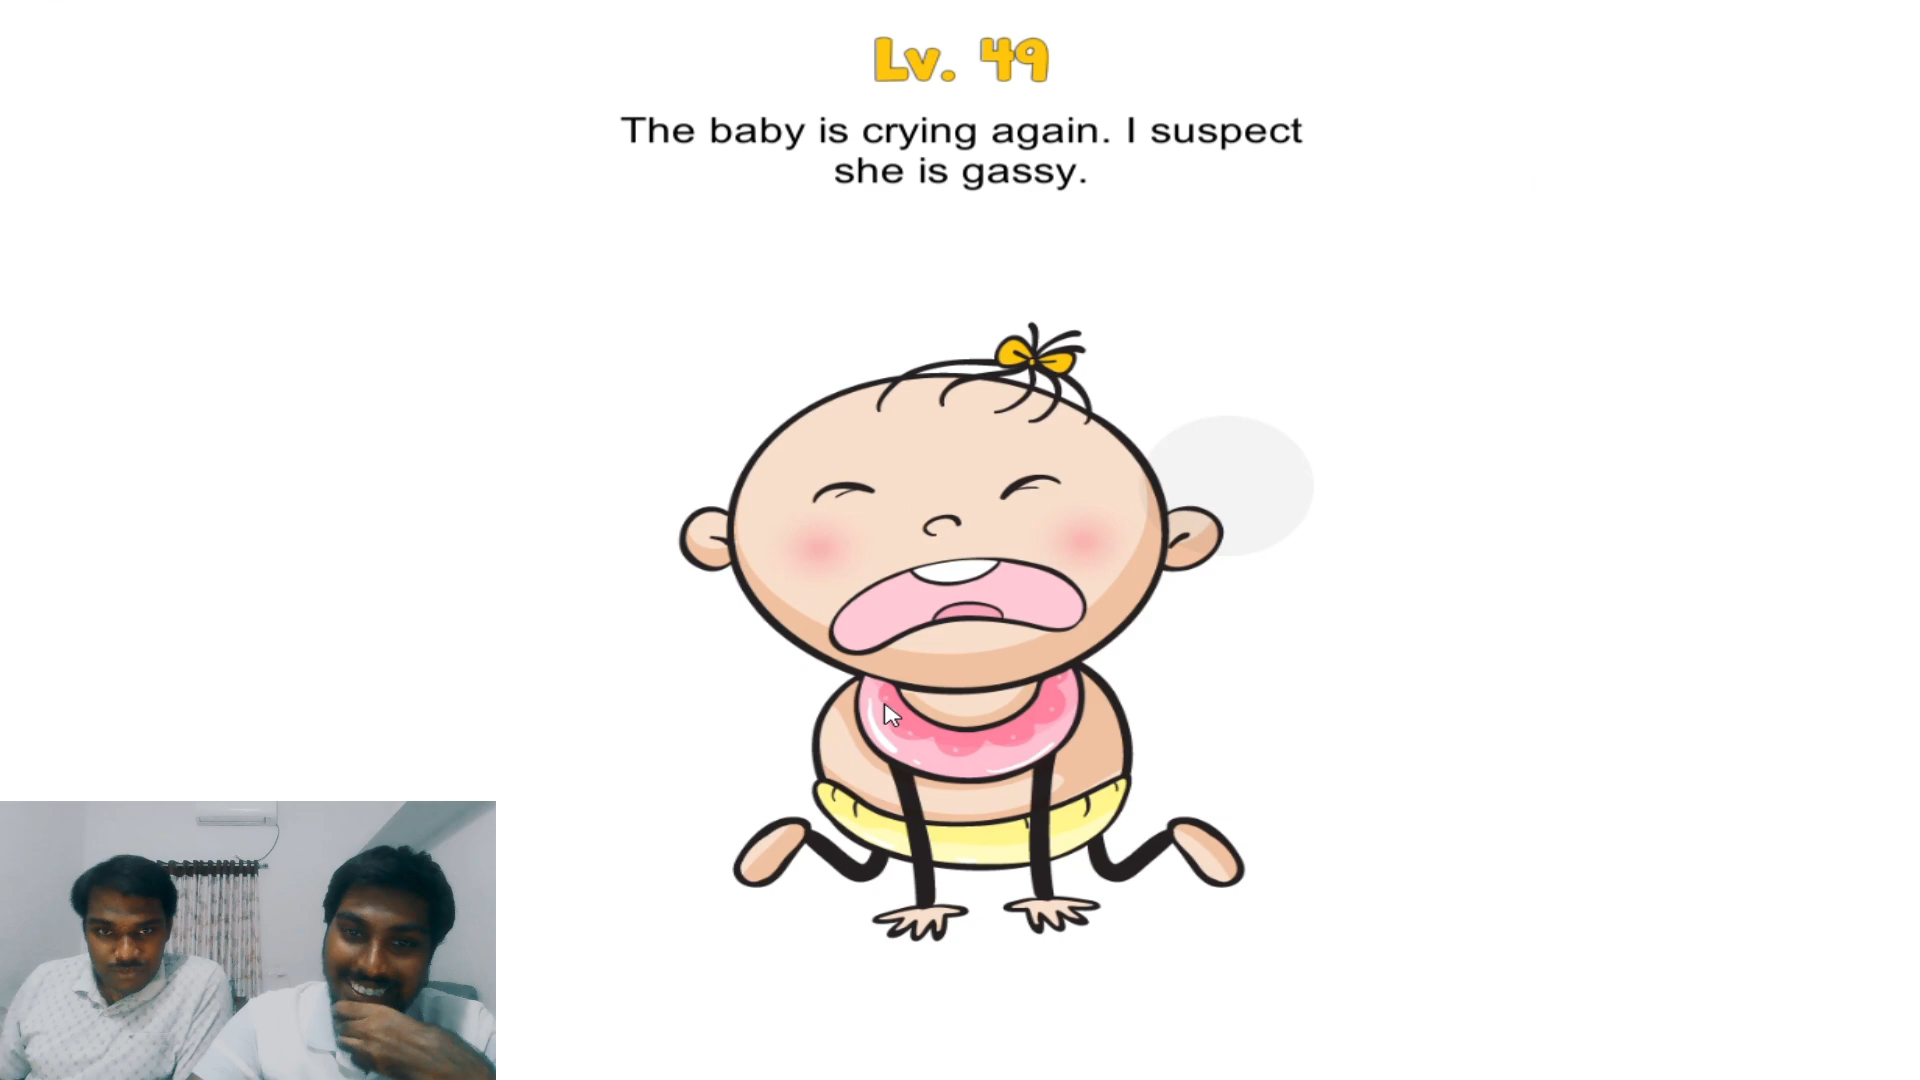 Lv. 49
The baby is crying again. I suspect
she is gassy.